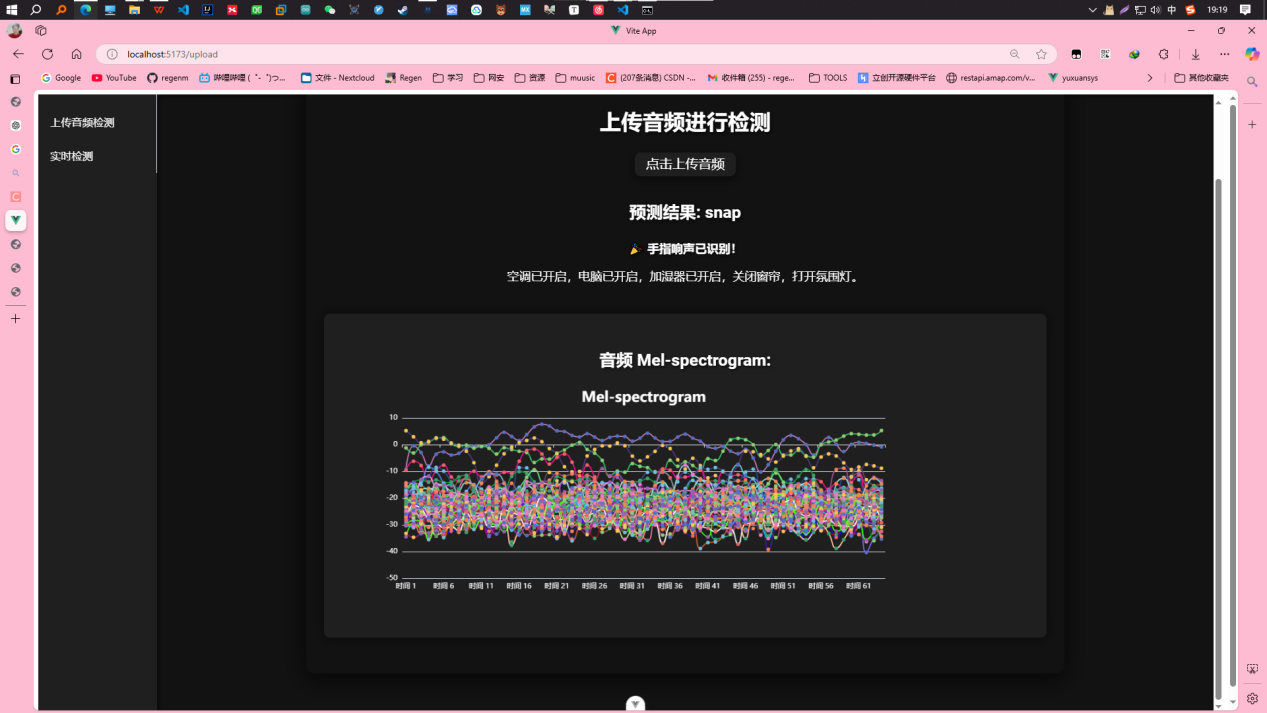 19:19
中
Vite App
localhost:5173/upload
Google
YouTube
regenm
哔哩哔哩 (゜-゜)つ...
文件 - Nextcloud
Regen
学习
网安
资源
muusic
(207条消息) CSDN -...
收件箱 (255) - rege...
TOOLS
立创开源硬件平台
restapi.amap.com/v...
yuxuansys
其他收藏夹
上传音频检测
实时检测
上传音频进行检测
点击上传音频
预测结果: snap
🎉 手指响声已识别！
空调已开启，电脑已开启，加湿器已开启，关闭窗帘，打开氛围灯。
音频 Mel-spectrogram:
Mel-spectrogram
10
0
-10
-20
-30
-40
-50
时间 1
时间 6
时间 11
时间 16
时间 21
时间 26
时间 31
时间 36
时间 41
时间 46
时间 51
时间 56
时间 61